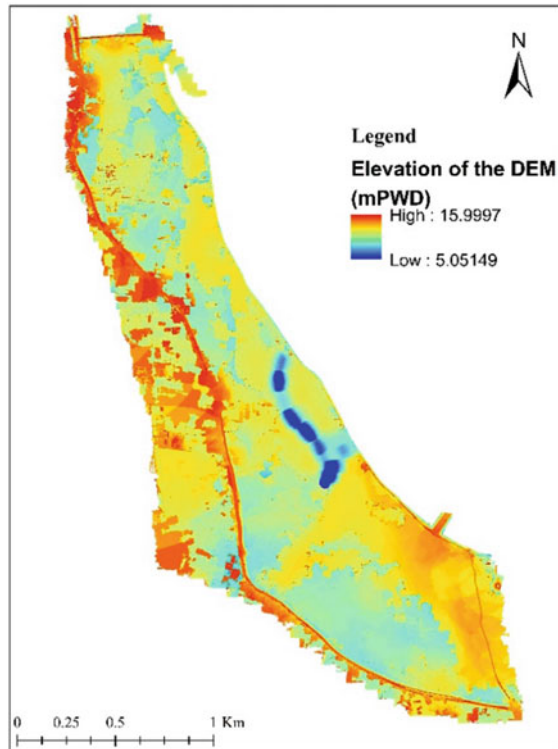 N
Legend
Elevation of the DEM
(mPWD)
High : 15.9997
Low : 5.05149
0 0.25 0.5 1 Km